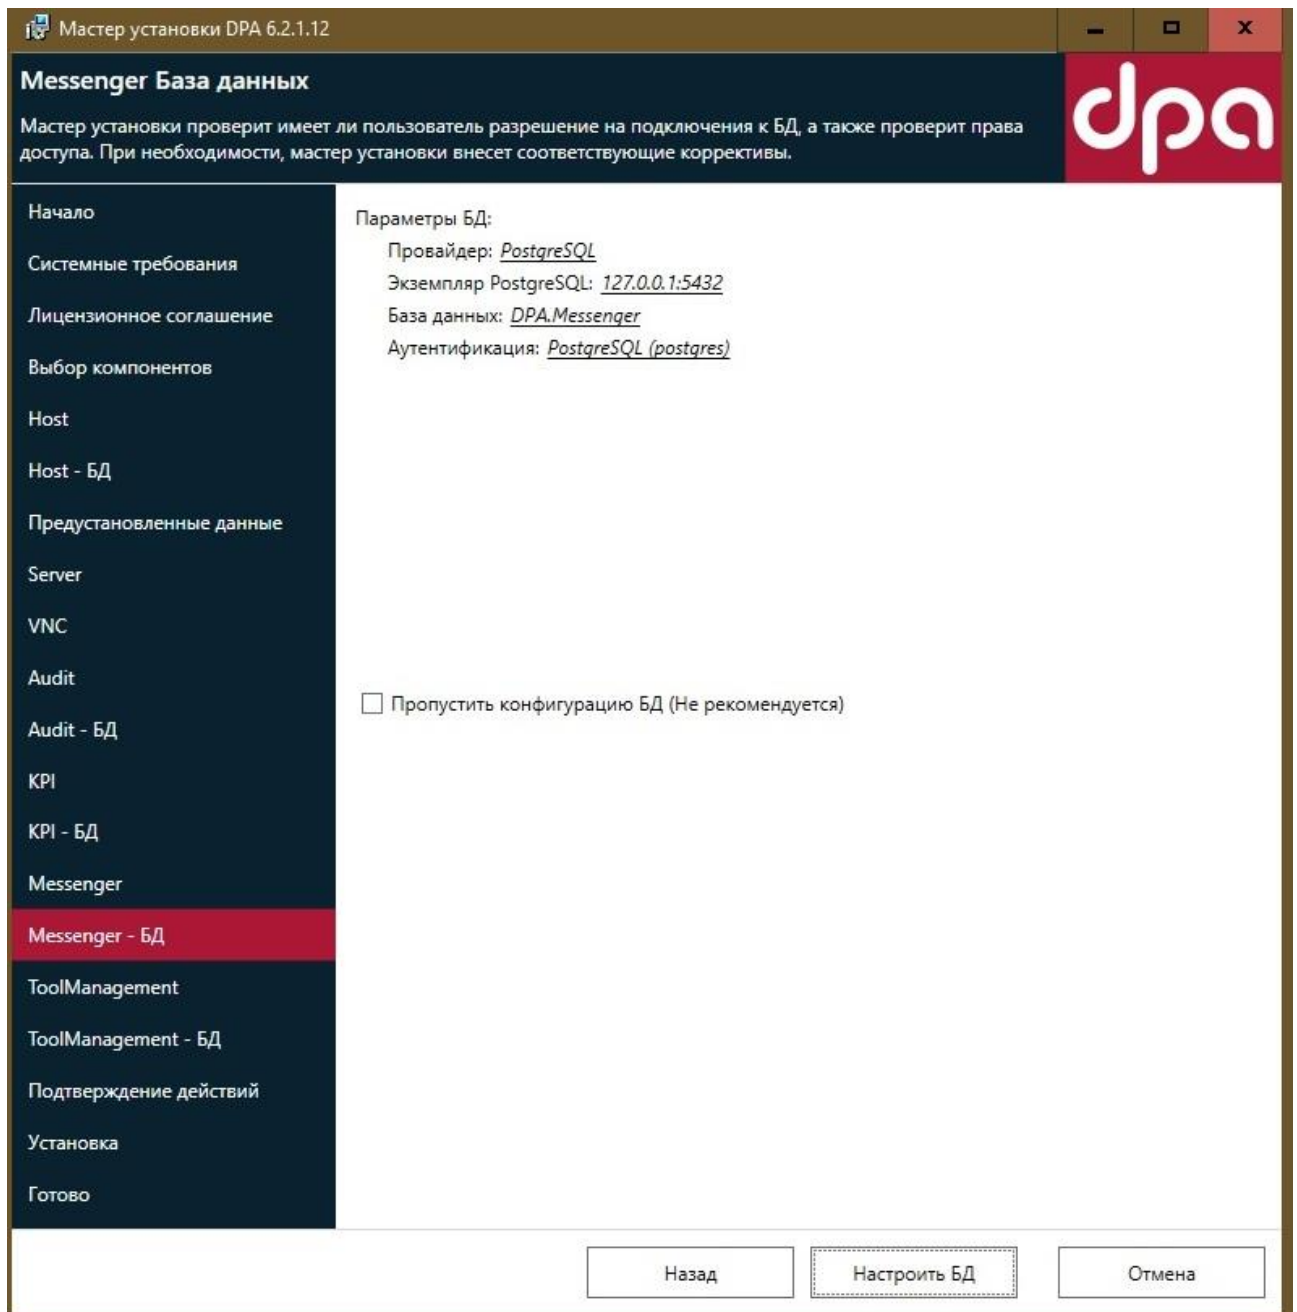 Мастер установки DPA 6.2.1.12
Messenger База данных
dpa
Мастер установки проверит имеет ли пользователь разрешение на подключения к БД, а также проверит права
доступа. При необходимости, мастер установки внесет соответствующие коррективы.
Начало
Системные требования
Лицензионное соглашение
Выбор компонентов
Host
Host - БД
Предустановленные данные
Server
VNC
Audit
Audit - БД
KPI
KPI - БД
Messenger
Messenger - БД
ToolManagement
ToolManagement - БД
Подтверждение действий
Установка
Готово
Параметры БД:
Провайдер: PostgreSQL
Экземпляр PostgreSQL: 127.0.0.1:5432
База данных: DPA.Messenger
Аутентификация: PostgreSQL (postgres)
Пропустить конфигурацию БД (Не рекомендуется)
Назад
Настроить БД
Отмена